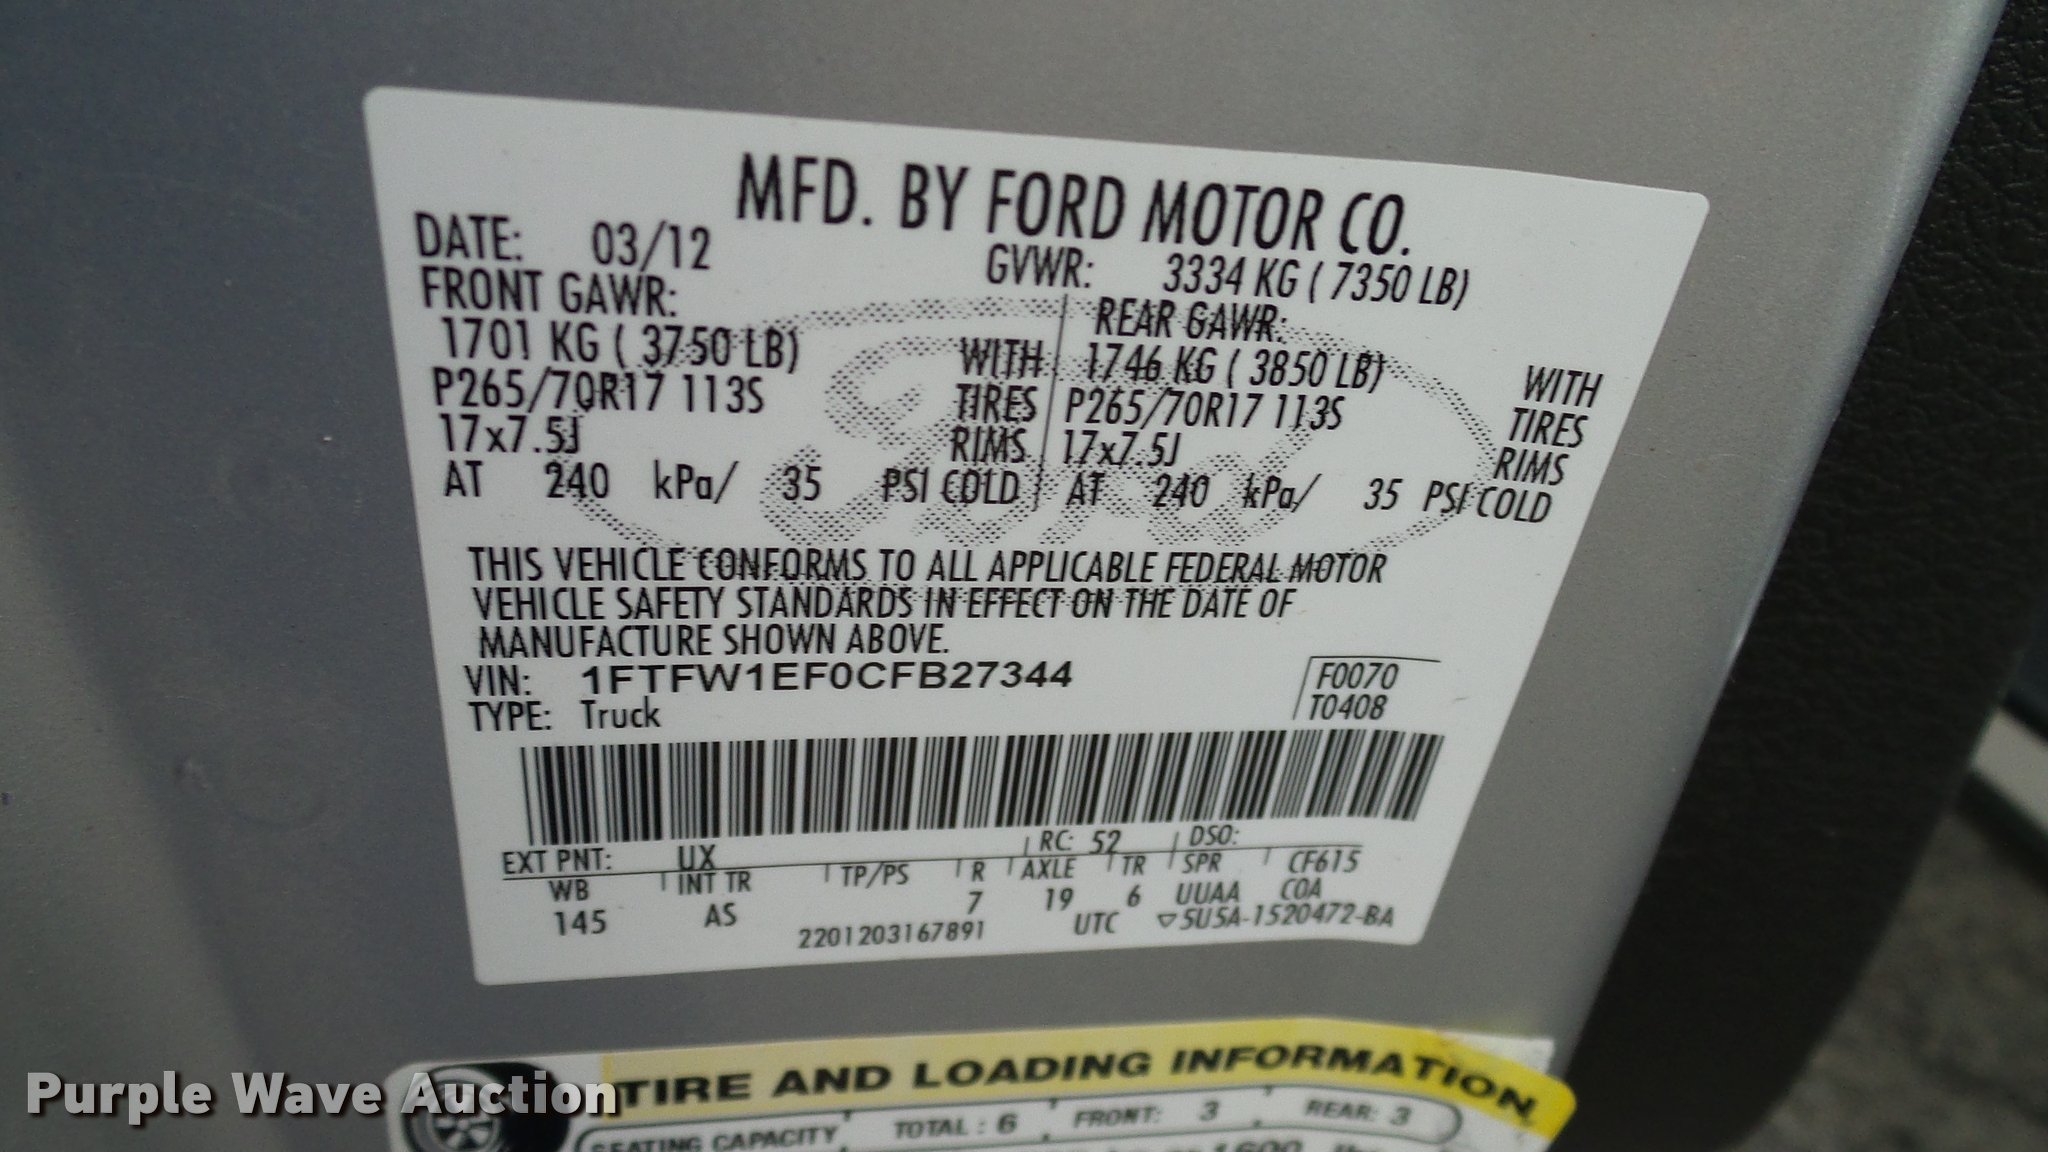 MFD. BY FORD MOTOR CO.
DATE: 03/12 GVWR: 3334 KG ( 7350 LB)
FRONT GAWR: REAR GAWR:
1701 KG ( 3750 LB) WITH 1746 KG ( 3850 LB) WITH
P265/70R17 113S TIRES P265/70R17 113S TIRES
17x7.5J RIMS 17x7.5J RIMS
AT 240 kPa/ 35 PSI COLD AT 240 kPa/ 35 PSI COLD
Ford
THIS VEHICLE CONFORMS TO ALL APPLICABLE FEDERAL MOTOR
VEHICLE SAFETY STANDARDS IN EFFECT ON THE DATE OF
MANUFACTURE SHOWN ABOVE.
VIN: 1FTFW1EF0CFB27344 F0070
TYPE: Truck T0408
EXT PNT: UX RC: 52 DSO:
WB INT TR TP/PS R AXLE TR SPR CF615
145 AS 7 19 6 UUAA COA
2201203167891 UTC ▽5U5A-1520472-BA
TIRE AND LOADING INFORMATION
SEATING CAPACITY TOTAL : 6 FRONT: 3 REAR: 3
Purple Wave Auction